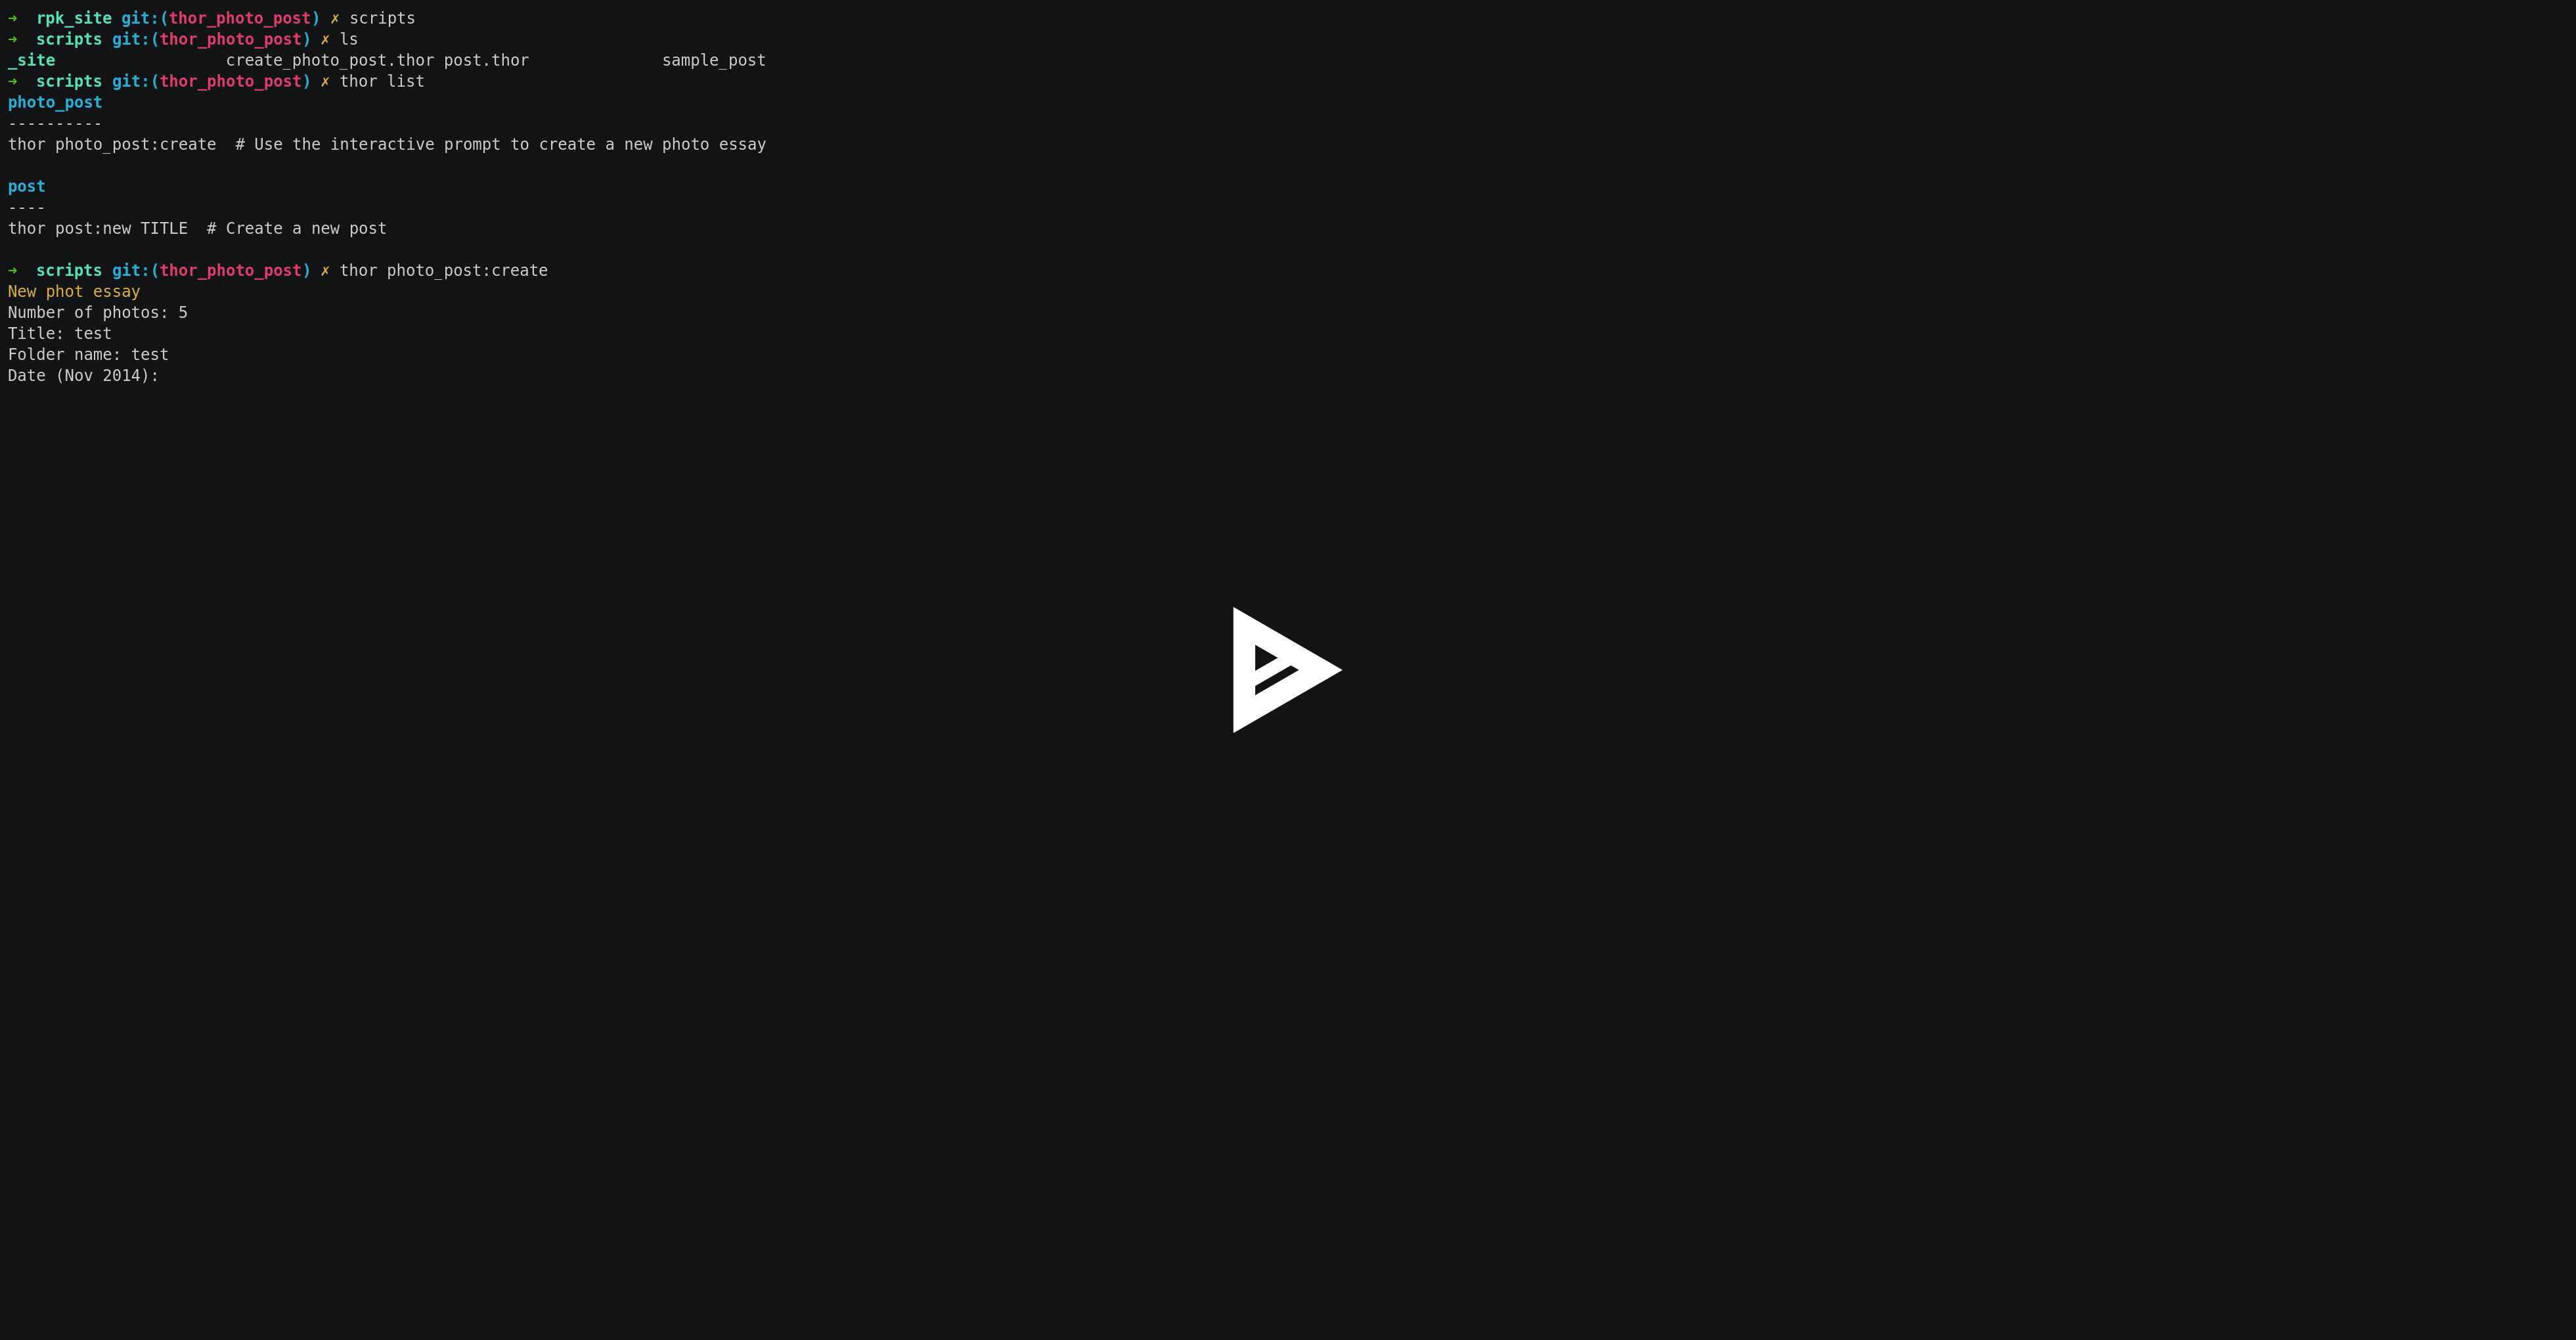 ➜  rpk_site git:(thor_photo_post) ✗ scripts
➜  scripts git:(thor_photo_post) ✗ ls
_site                  create_photo_post.thor post.thor              sample_post
➜  scripts git:(thor_photo_post) ✗ thor list
photo_post
----------
thor photo_post:create  # Use the interactive prompt to create a new photo essay

post
----
thor post:new TITLE  # Create a new post

➜  scripts git:(thor_photo_post) ✗ thor photo_post:create
New phot essay
Number of photos: 5
Title: test
Folder name: test
Date (Nov 2014):